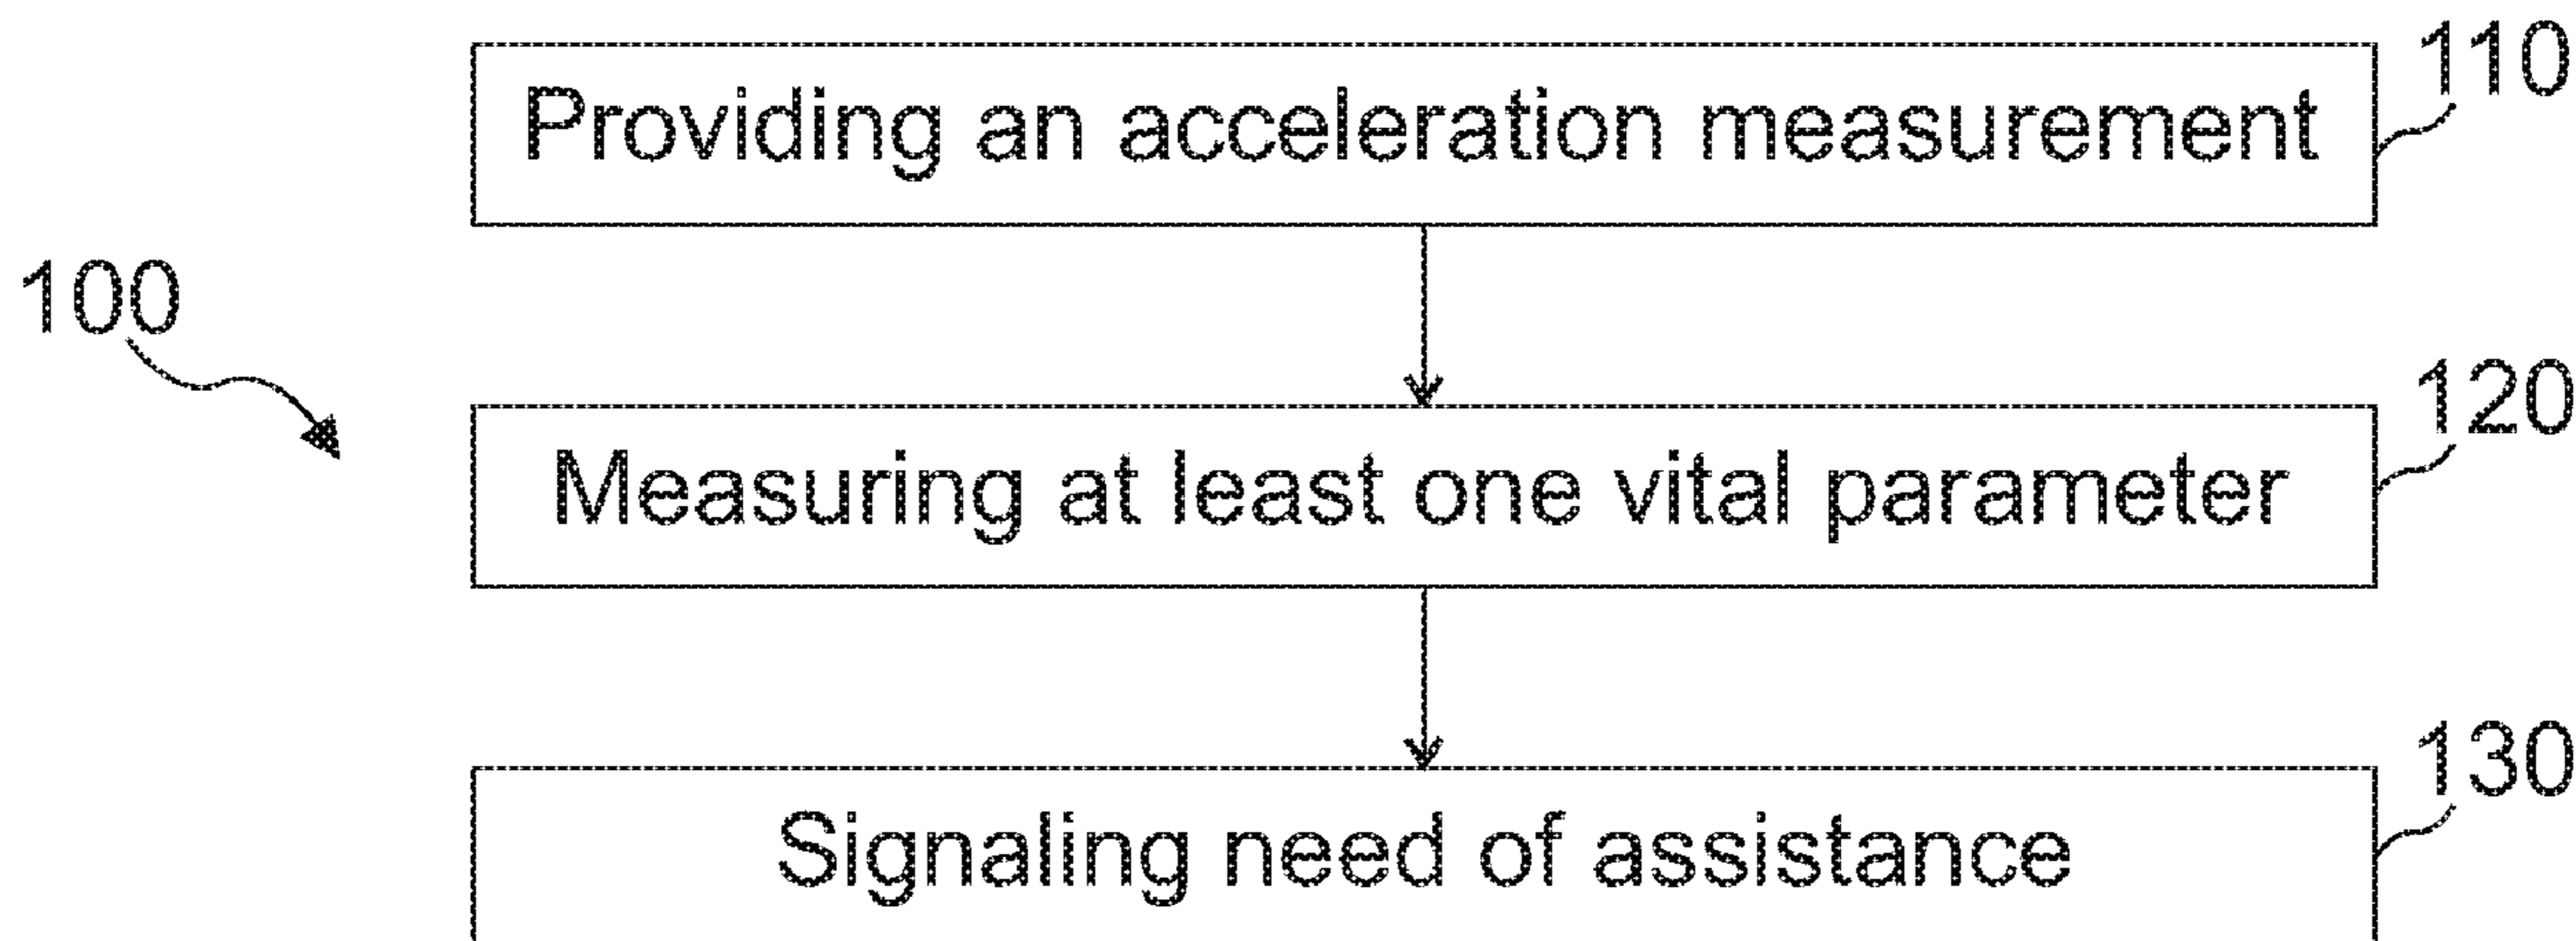 110
Providing an acceleration measurement
100
120
Measuring at least one vital parameter
130
Signaling need of assistance